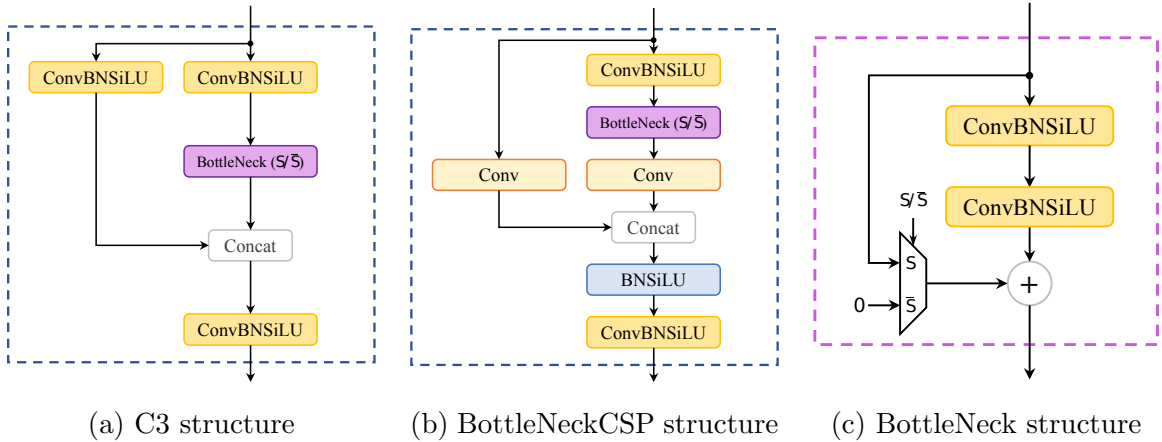 ConvBNSiLU
ConvBNSiLU
BottleNeck (S/S̄)
Concat
ConvBNSiLU
(a) C3 structure
ConvBNSiLU
BottleNeck (S/S̄)
Conv
Conv
Concat
BNSiLU
ConvBNSiLU
(b) BottleNeckCSP structure
ConvBNSiLU
ConvBNSiLU
S/S̄
S
+
0
S̄
(c) BottleNeck structure